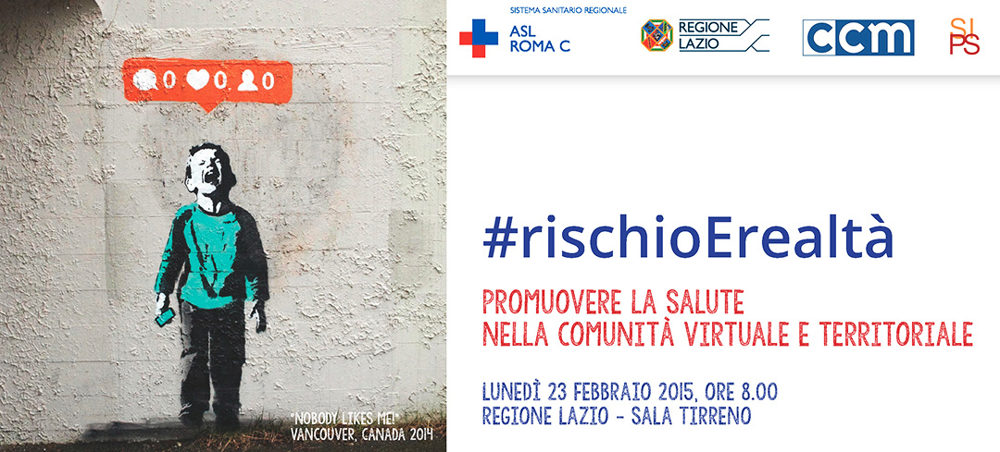 0 0 0
"NOBODY LIKES ME!"
VANCOUVER, CANADA 2014
SISTEMA SANITARIO REGIONALE
ASL
ROMA C
REGIONE
LAZIO
ccm
SI
PS
#rischioErealtà
PROMUOVERE LA SALUTE
NELLA COMUNITÀ VIRTUALE E TERRITORIALE
LUNEDÌ 23 FEBBRAIO 2015, ORE 8.00
REGIONE LAZIO - SALA TIRRENO